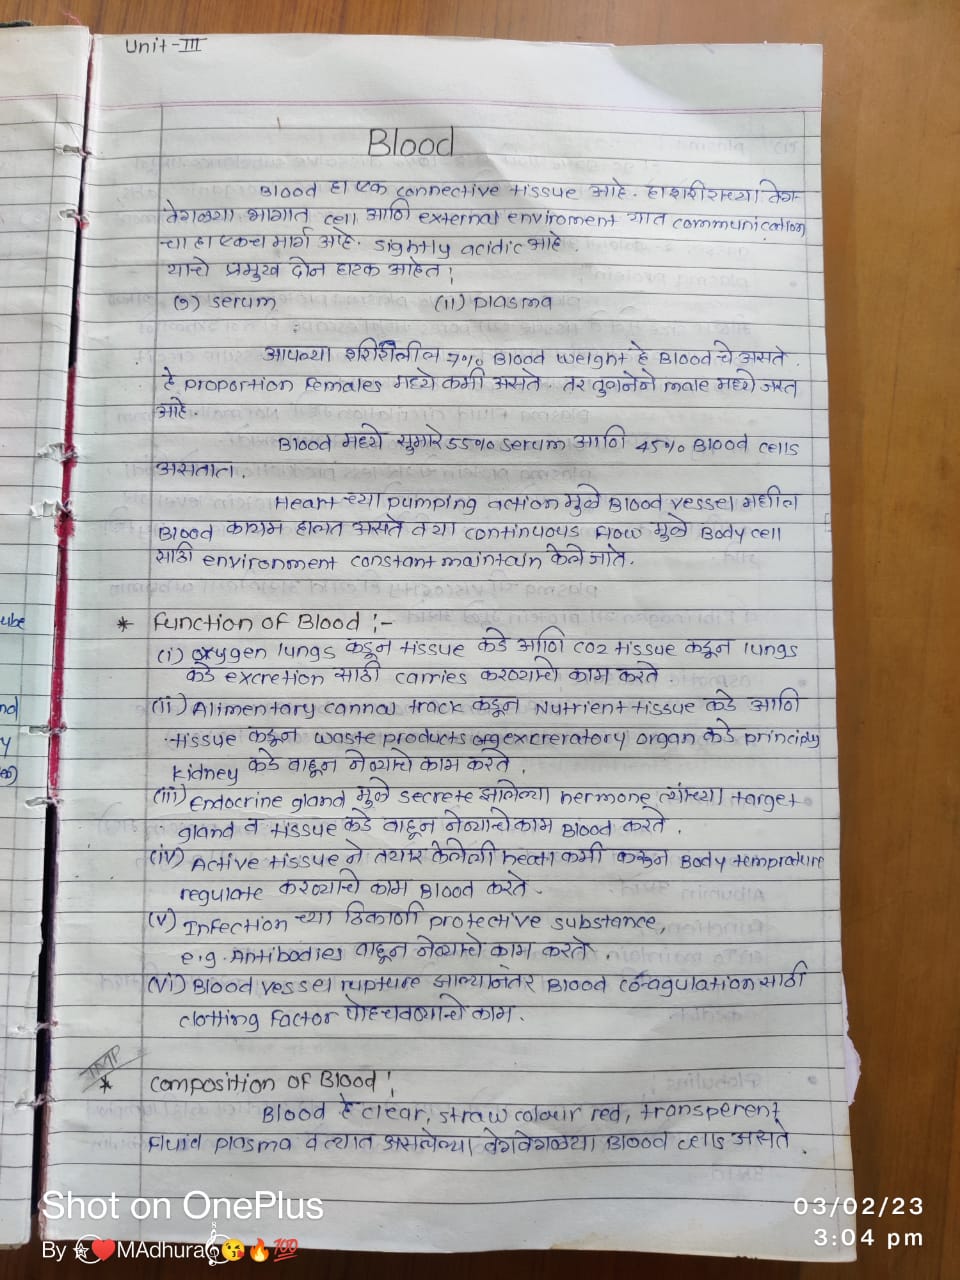 Unit-III
Blood
Blood हा एक connective tissue आहे. हा शरीराच्या वेग-
वेगळ्या भागात cell आणि external enviroment यात communication
चा हा एकच मार्ग आहे. sightly acidic आहे.
याचे प्रमुख दोन घटक आहेत;
(i) serum (ii) plasma
आपल्या शरीरातील 7% Blood weight हे Blood चे असते.
हे proportion Females मध्ये कमी असते. तर तुलनेने male मध्ये जास्त
आहे.
Blood मध्ये सुमारे 55% serum आणि 45% Blood cells
असतात.
Heart च्या pumping action मुळे Blood vessel मधील
Blood कायम हालत असते व या continuous flow मुळे Body cell
साठी environment constant maintain केले जाते.
* Function of Blood :-
(i) oxygen lungs कडून tissue कडे आणि CO2 tissue कडून lungs
कडे excretion साठी carries करण्याचे काम करते.
(ii) Alimentary cannal track कडून Nutrient tissue कडे आणि
tissue कडून waste products excreratory organ कडे principly
kidney कडे वाहून नेण्याचे काम करते.
(iii) endocrine gland मुळे secrete झालेल्या hermone त्यांच्या target
gland व tissue कडे वाहून नेण्याचे काम Blood करते.
(iv) Active tissue ने तयार केलेली heat कमी करून Body temprature
regulate करण्याचे काम Blood करते.
(v) Infection च्या ठिकाणी protective substance,
e.g. Antibodies वाहून नेण्याचे काम करते.
(vi) Blood vessel rupture झाल्यानंतर Blood co-agulation साठी
clotting Factor पोहचवण्याचे काम.
IMP
* composition of Blood :
Blood हे clear, straw colour red, transperent
Fluid plasma व त्यात असलेल्या वेगवेगळ्या Blood cells असते.
Shot on OnePlus
By MAdhura
03/02/23
3:04 pm